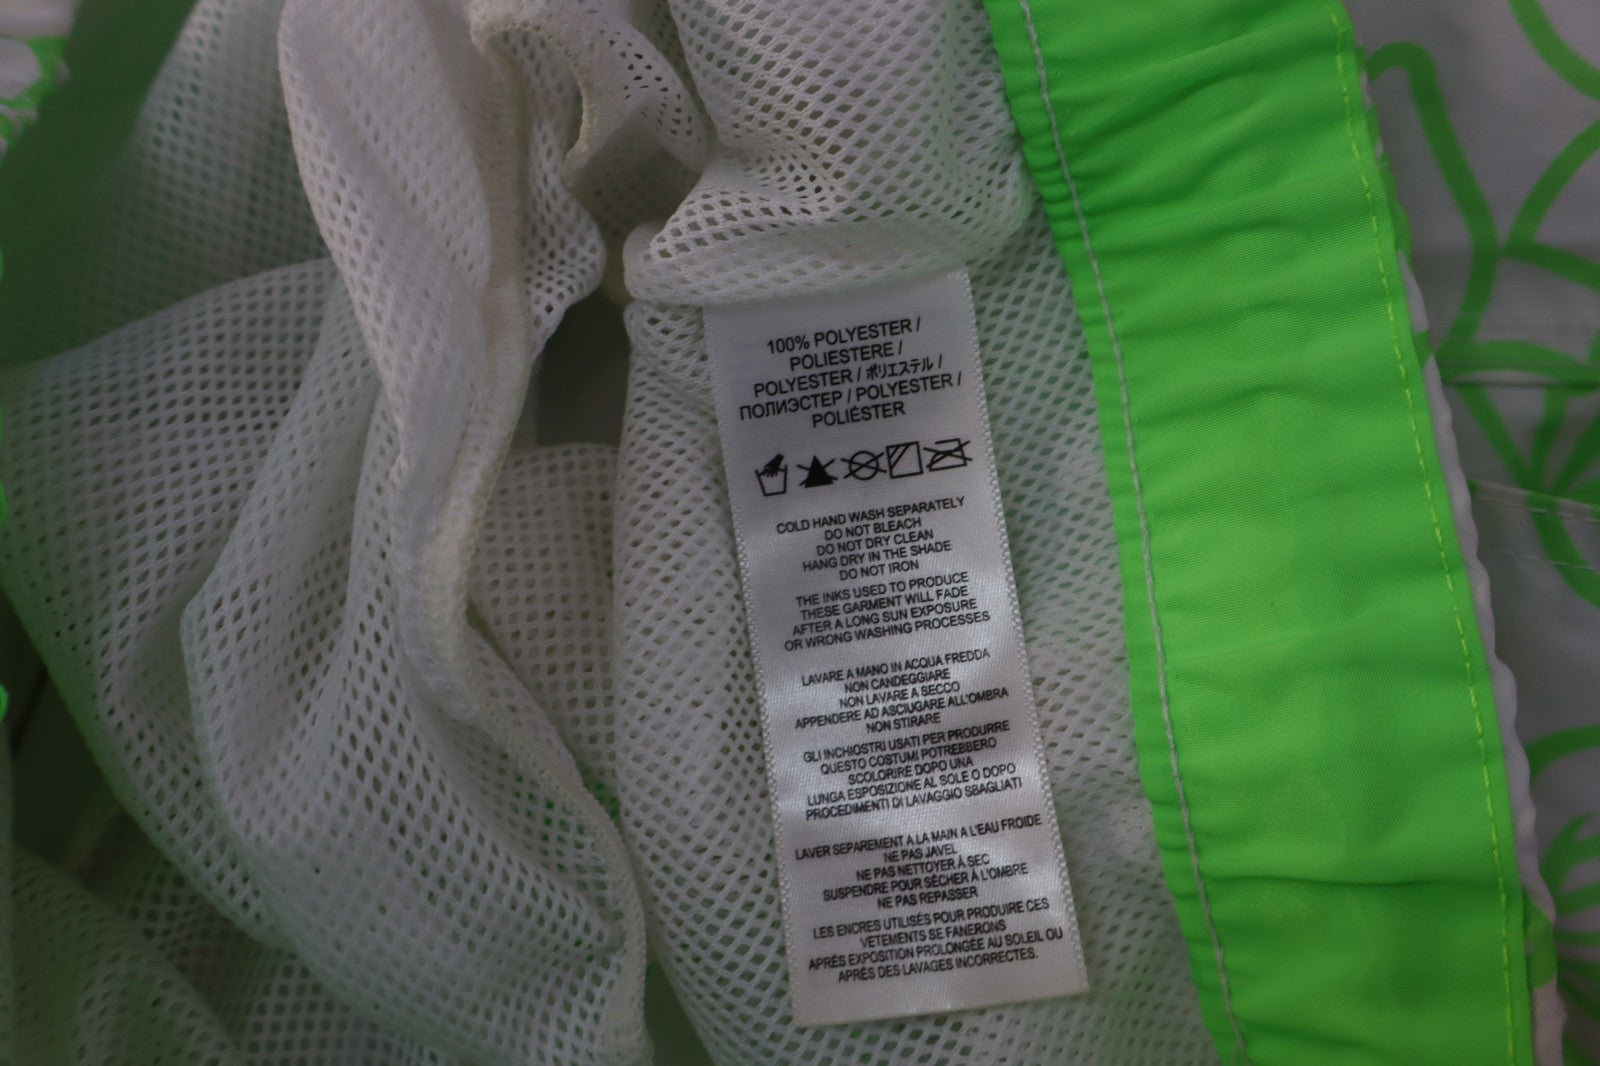 100% POLYESTER /
POLIESTERE /
POLYESTER / ポリエステル /
ПОЛИЭСТЕР / POLYESTER /
POLIÉSTER
COLD HAND WASH SEPARATELY
DO NOT BLEACH
DO NOT DRY CLEAN
HANG DRY IN THE SHADE
DO NOT IRON
THE INKS USED TO PRODUCE
THESE GARMENT WILL FADE
AFTER A LONG SUN EXPOSURE
OR WRONG WASHING PROCESSES
LAVARE A MANO IN ACQUA FREDDA
NON CANDEGGIARE
NON LAVARE A SECCO
APPENDERE AD ASCIUGARE ALL'OMBRA
NON STIRARE
GLI INCHIOSTRI USATI PER PRODURRE
QUESTO COSTUMI POTREBBERO
SCOLORIRE DOPO UNA
LUNGA ESPOSIZIONE AL SOLE O DOPO
PROCEDIMENTI DI LAVAGGIO SBAGLIATI
LAVER SEPAREMENT A LA MAIN A L'EAU FROIDE
NE PAS JAVEL
NE PAS NETTOYER À SEC
SUSPENDRE POUR SÉCHER À L'OMBRE
NE PAS REPASSER
LES ENCRES UTILISÉS POUR PRODUIRE CES
VETEMENTS SE FANERONS
APRÈS EXPOSITION PROLONGÉE AU SOLEIL OU
APRÈS DES LAVAGES INCORRECTES.